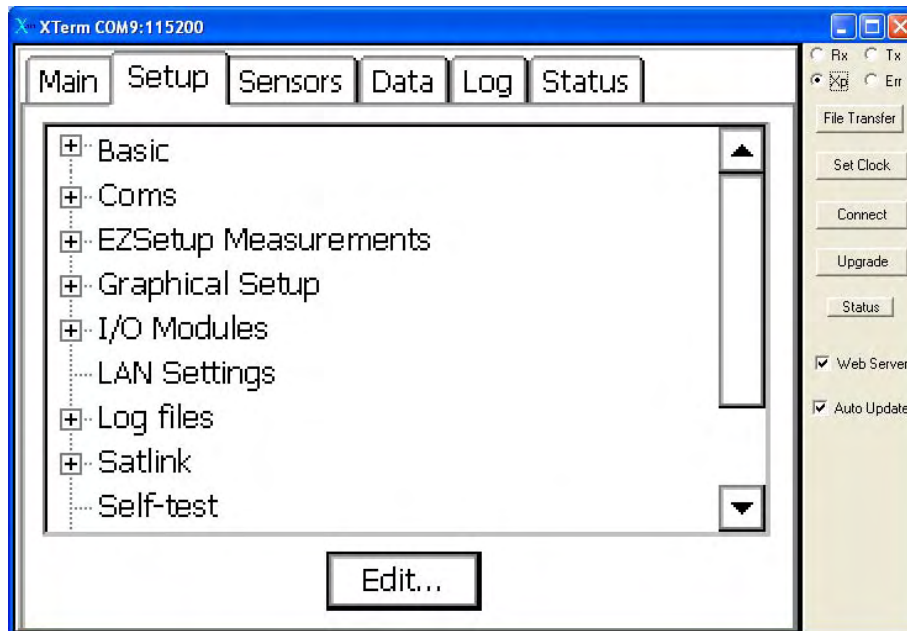 XTerm COM9:115200
Main Setup Sensors Data Log Status
Basic
Coms
EZSetup Measurements
Graphical Setup
I/O Modules
LAN Settings
Log files
Satlink
Self-test
Edit...
Rx Tx
Xp Err
File Transfer
Set Clock
Connect
Upgrade
Status
Web Server
Auto Update